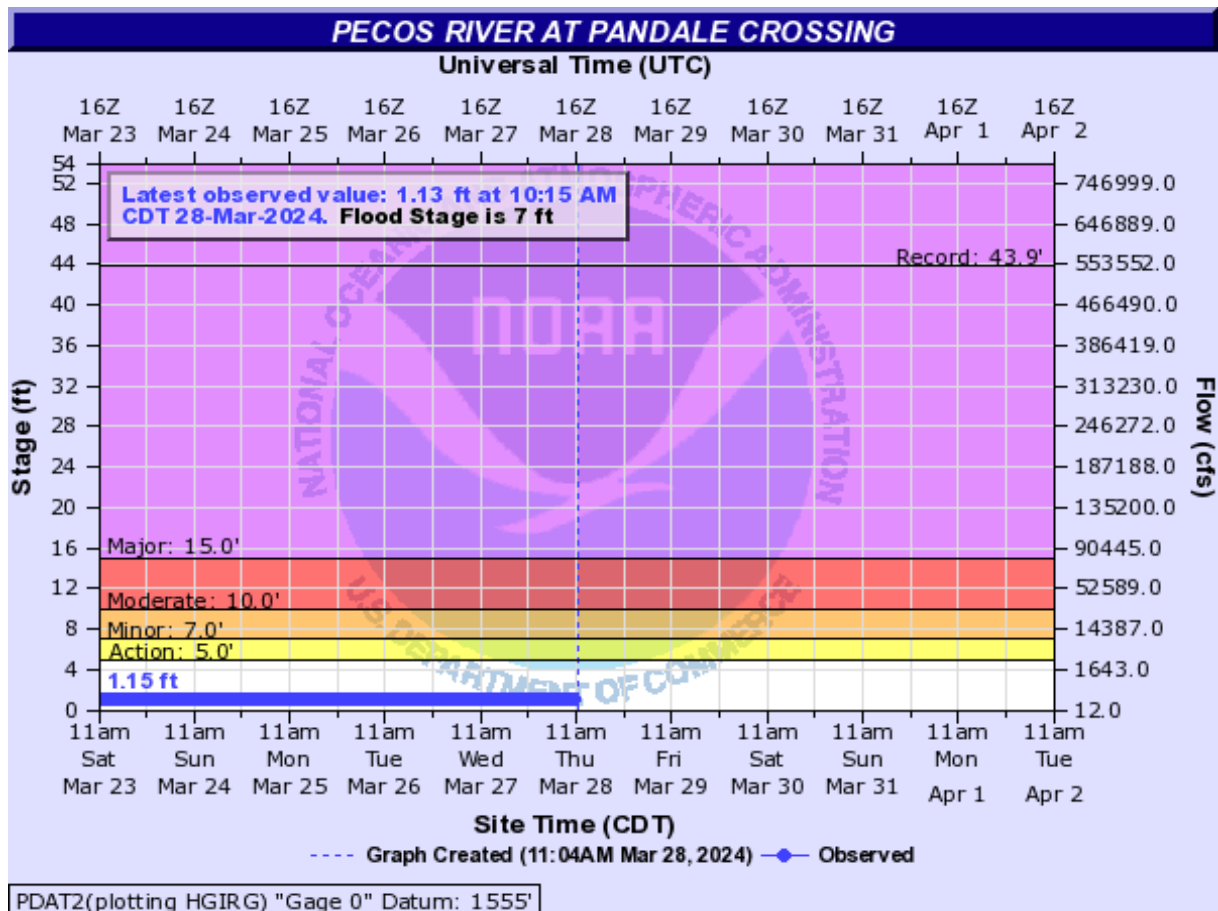 PECOS RIVER AT PANDALE CROSSING
Universal Time (UTC)
16Z 16Z 16Z 16Z 16Z 16Z 16Z 16Z 16Z 16Z 16Z
Mar 23 Mar 24 Mar 25 Mar 26 Mar 27 Mar 28 Mar 29 Mar 30 Mar 31 Apr 1 Apr 2
54
52 746999.0
Latest observed value: 1.13 ft at 10:15 AM
CDT 28-Mar-2024. Flood Stage is 7 ft
48 646889.0
Record: 43.9'
44 553552.0
40 466490.0
36 386419.0
32 313230.0
28 246272.0
24 187188.0
20 135200.0
16 90445.0
Major: 15.0'
12 52589.0
Moderate: 10.0'
8 14387.0
Minor: 7.0'
Action: 5.0'
4 1643.0
1.15 ft
0 12.0
Stage (ft)
Flow (cfs)
NATIONAL OCEANIC AND ATMOSPHERIC ADMINISTRATION
NOAA
U.S. DEPARTMENT OF COMMERCE
11am 11am 11am 11am 11am 11am 11am 11am 11am 11am 11am
Sat Sun Mon Tue Wed Thu Fri Sat Sun Mon Tue
Mar 23 Mar 24 Mar 25 Mar 26 Mar 27 Mar 28 Mar 29 Mar 30 Mar 31 Apr 1 Apr 2
Site Time (CDT)
Graph Created (11:04AM Mar 28, 2024) Observed
PDAT2(plotting HGIRG) "Gage 0" Datum: 1555'